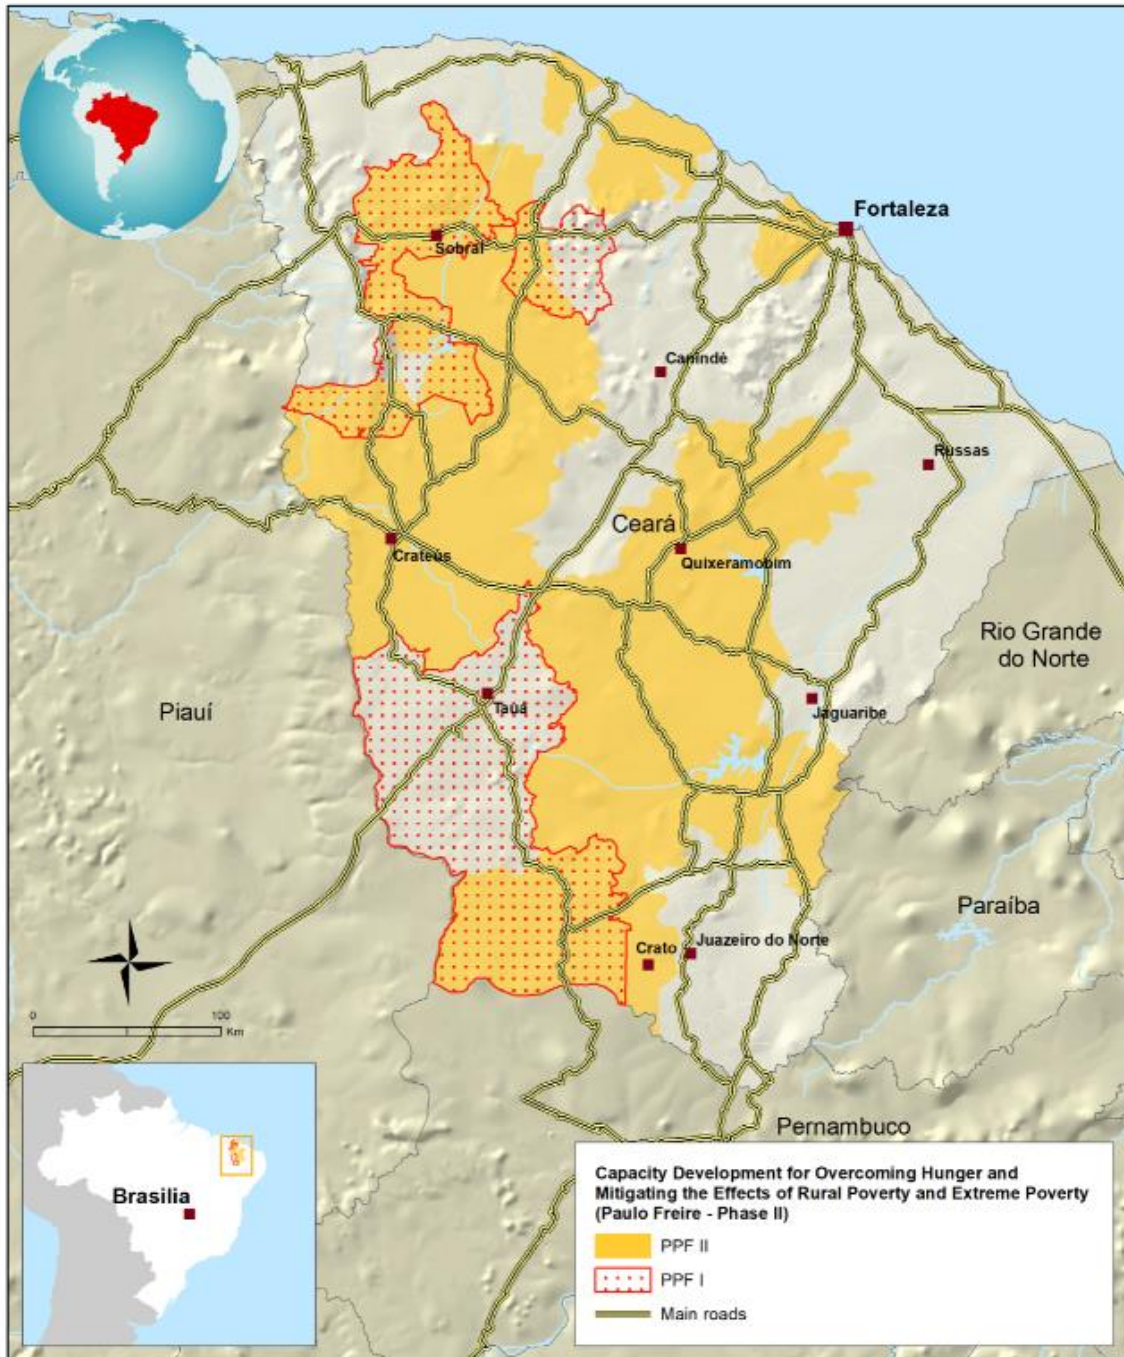 Fortaleza
Sobral
Canindé
Russas
Ceará
Crateús
Quixeramobim
Rio Grande
do Norte
Piauí
Tauá
Jaguaribe
Paraíba
Crato
Juazeiro do Norte
0 100
Km
Pernambuco
Brasilia
Capacity Development for Overcoming Hunger and
Mitigating the Effects of Rural Poverty and Extreme Poverty
(Paulo Freire - Phase II)
PPF II
PPF I
Main roads